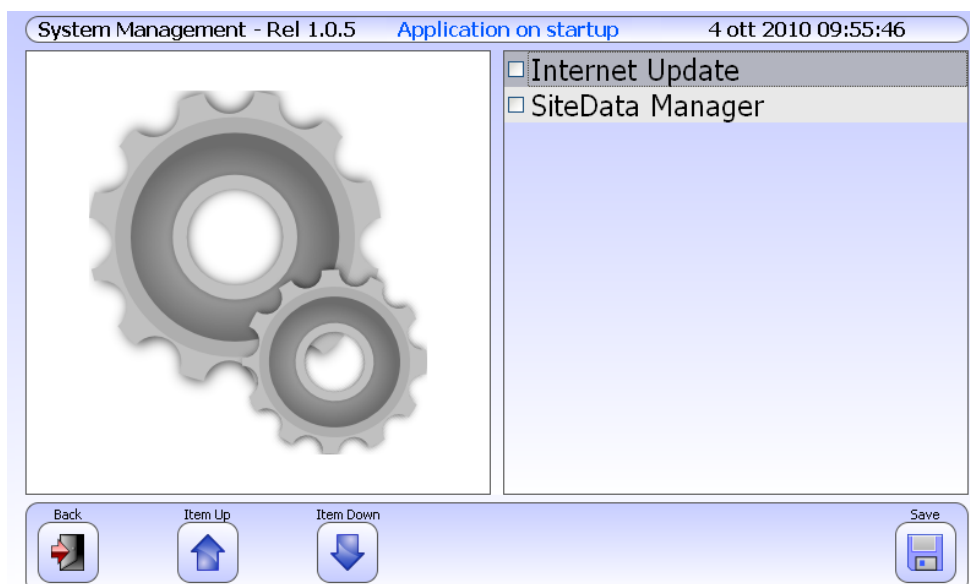 System Management - Rel 1.0.5 Application on startup 4 ott 2010 09:55:46
Internet Update
SiteData Manager
Back Item Up Item Down Save